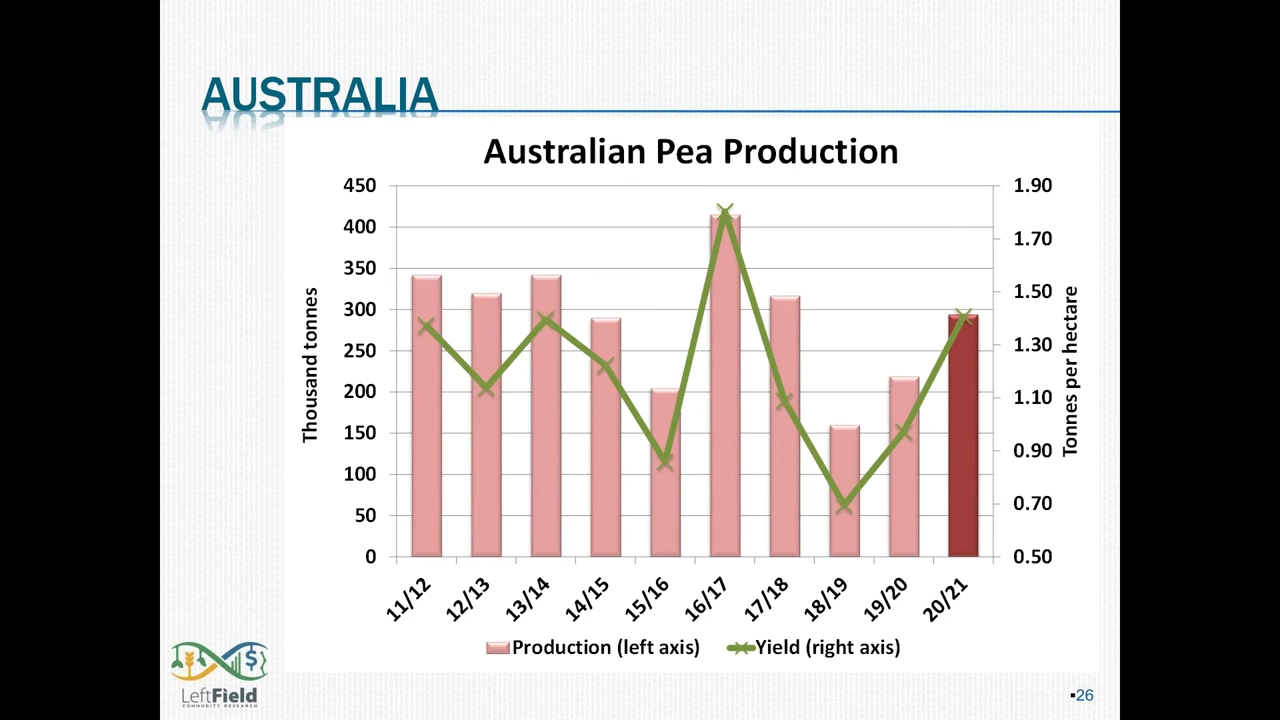 AUSTRALIA
Australian Pea Production
450
400
350
300
250
200
150
100
50
0
Thousand tonnes
1.90
1.70
1.50
1.30
1.10
0.90
0.70
0.50
Tonnes per hectare
11/12 12/13 13/14 14/15 15/16 16/17 17/18 18/19 19/20 20/21
Production (left axis) Yield (right axis)
LeftField
COMMODITY RESEARCH
26